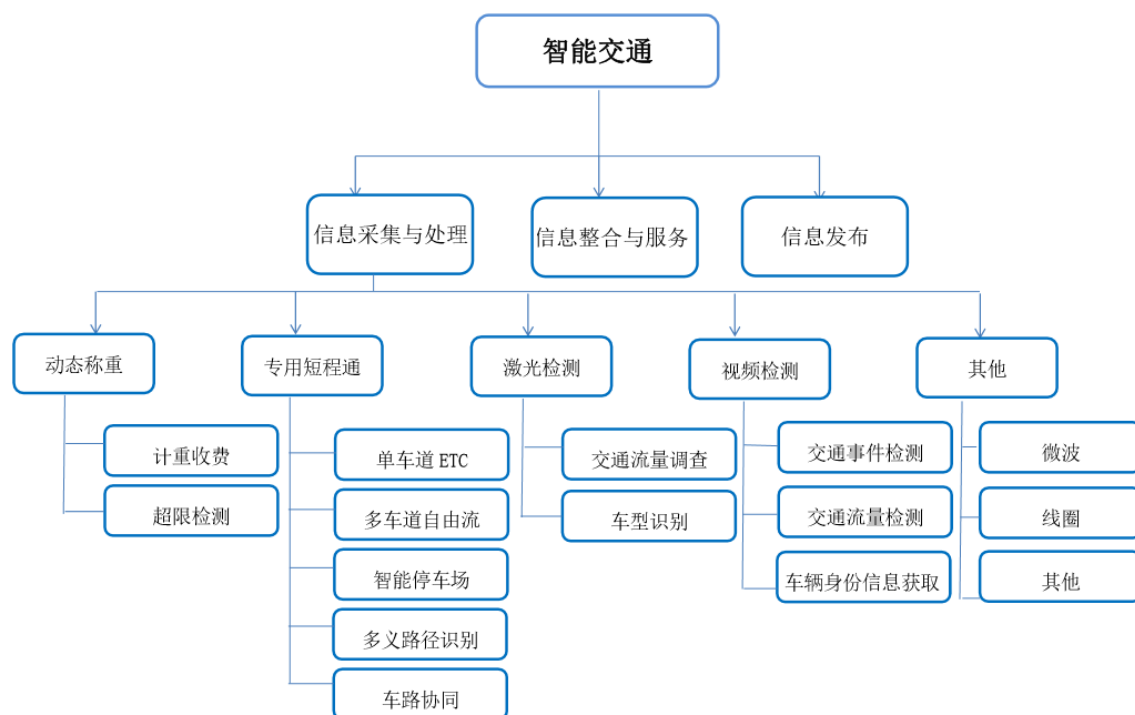 智能交通
信息采集与处理
信息整合与服务
信息发布
动态称重
专用短程通
激光检测
视频检测
其他
计重收费
超限检测
单车道 ETC
多车道自由流
智能停车场
多义路径识别
车路协同
交通流量调查
车型识别
交通事件检测
交通流量检测
车辆身份信息获取
微波
线圈
其他